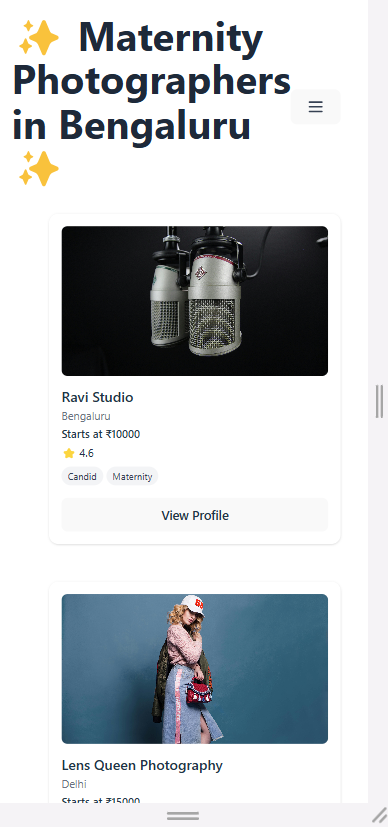 ✨ Maternity
Photographers
in Bengaluru
✨
Ravi Studio
Bengaluru
Starts at ₹10000
⭐ 4.6
Candid Maternity
View Profile
Lens Queen Photography
Delhi
Starts at ₹15000